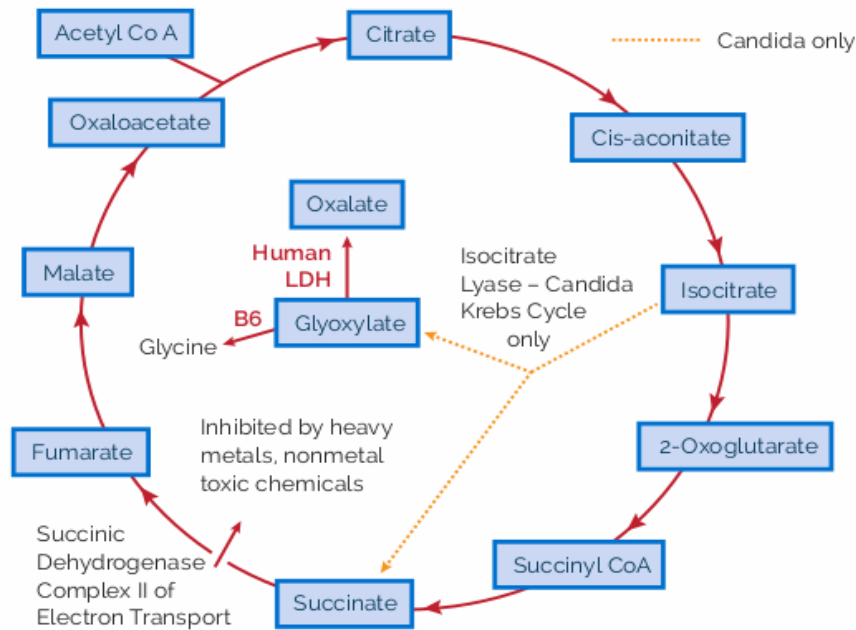 Acetyl Co A
Citrate
Candida only
Oxaloacetate
Cis-aconitate
Oxalate
Human
LDH
Isocitrate
Lyase – Candida
Krebs Cycle
only
Malate
Isocitrate
B6
Glyoxylate
Glycine
Inhibited by heavy
metals, nonmetal
toxic chemicals
Fumarate
2-Oxoglutarate
Succinic
Dehydrogenase
Complex II of
Electron Transport
Succinyl CoA
Succinate